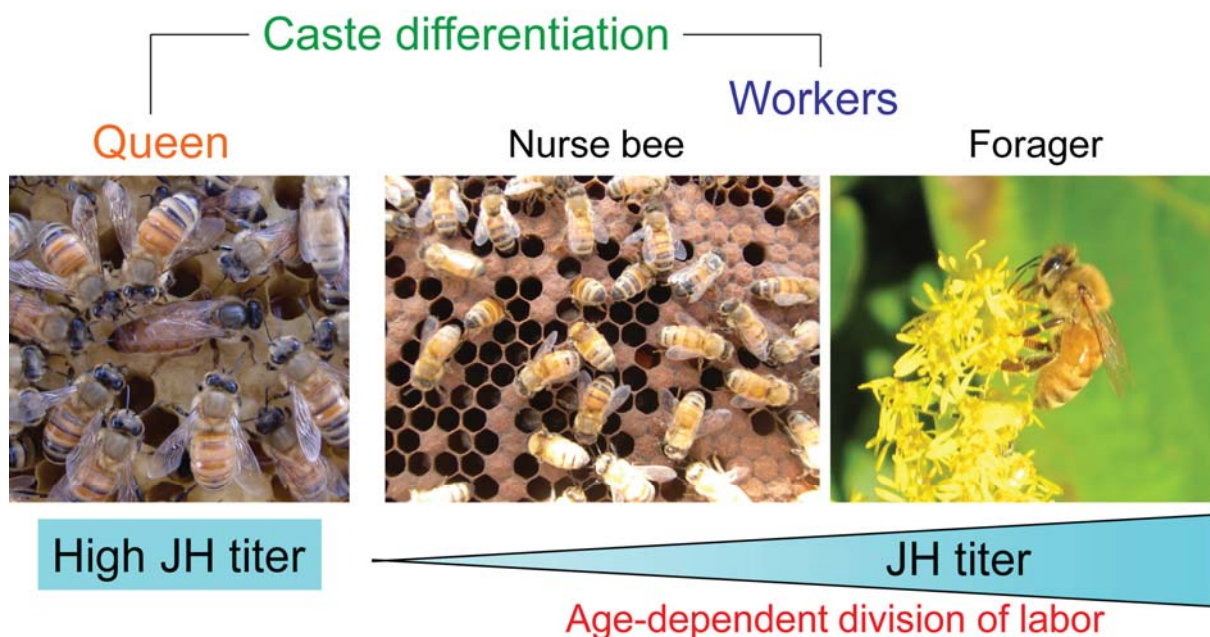 Caste differentiation
Workers
Queen
Nurse bee
Forager
High JH titer
JH titer
Age-dependent division of labor